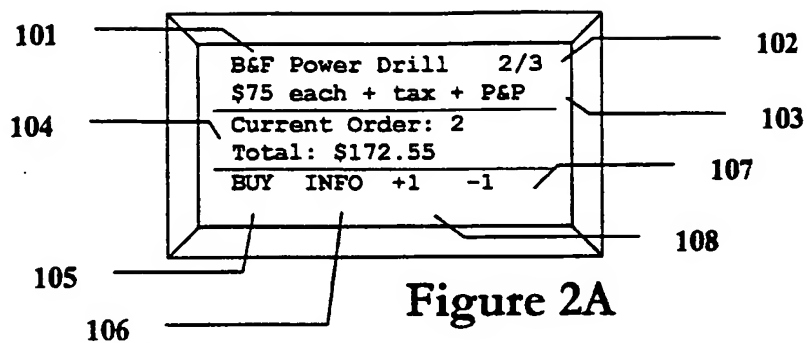 101
102
B&F Power Drill 2/3
$75 each + tax + P&P
103
104
Current Order: 2
Total: $172.55
107
BUY INFO +1 -1
108
105
106
Figure 2A